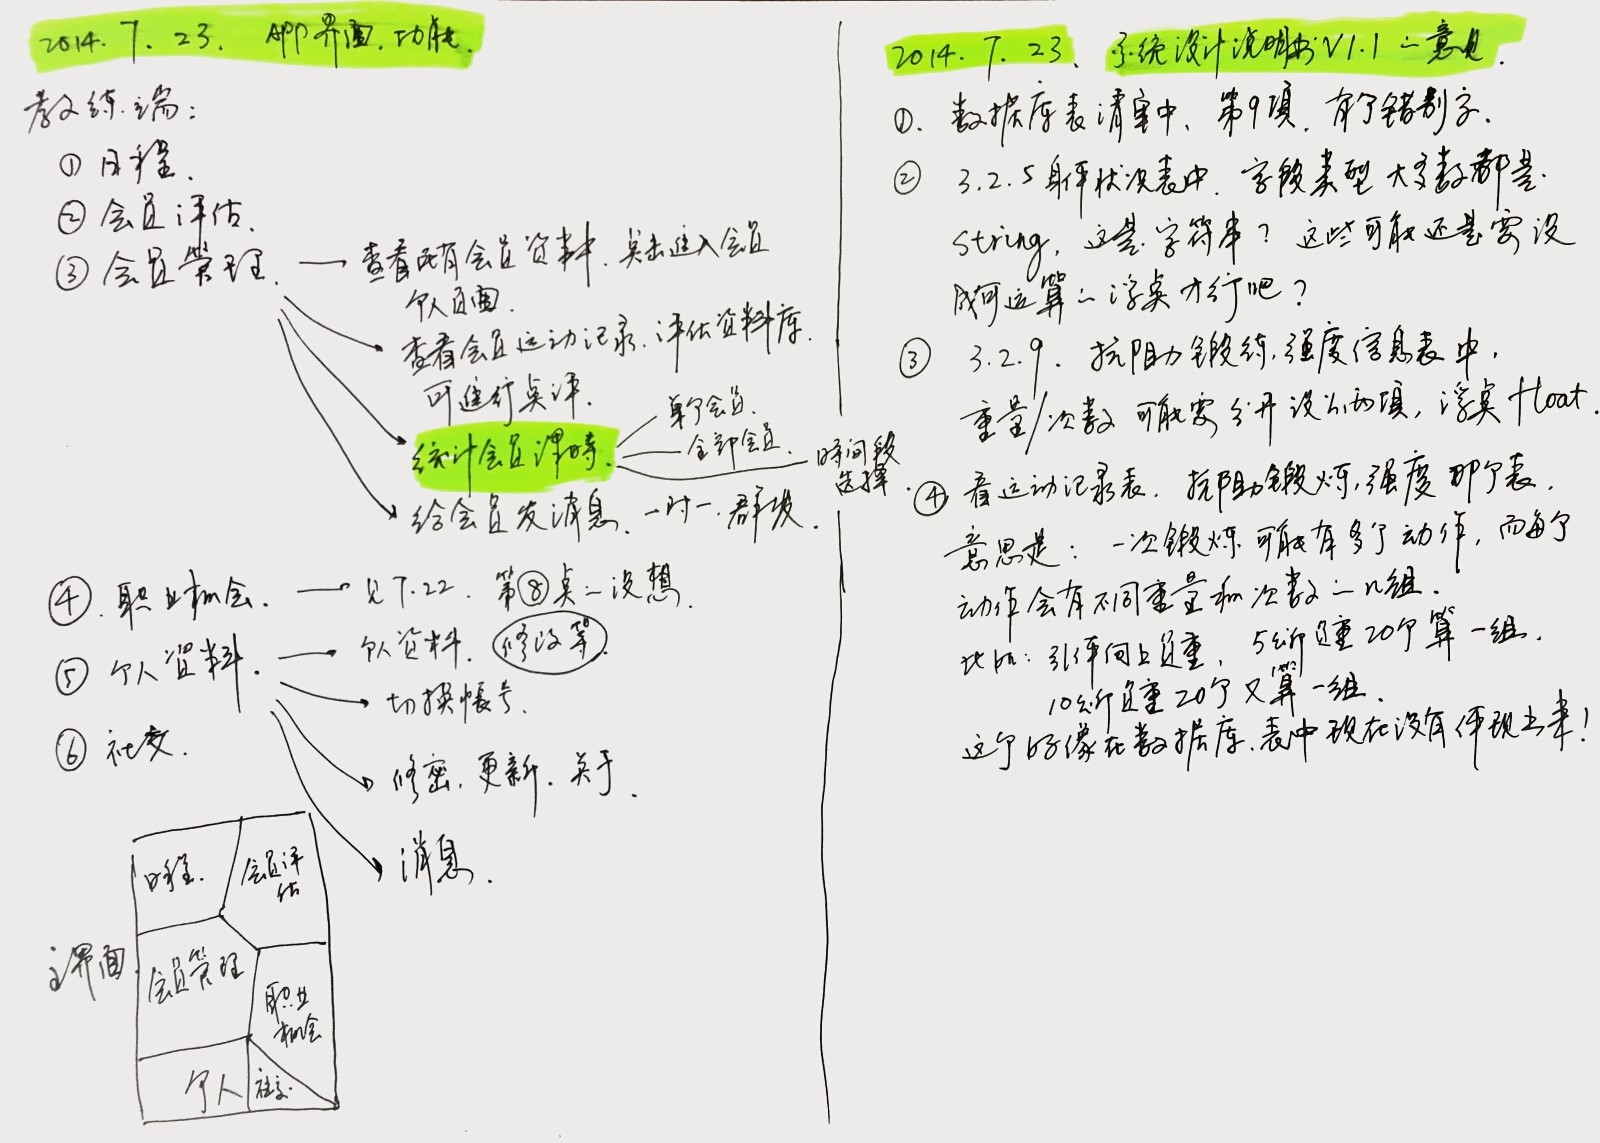 2014. 7. 23. APP界面.功能.
教练端:
① 日程.
② 会员评估.
③ 会员管理. — 查看所有会员资料, 点击进入会员
个人页面.
查看会员运动记录、评估资料库.
可进行点评.
统计会员课时.
单个会员.
全部会员.
时间段
选择.
给会员发消息、一对一、群发.
④. 职业机会. — 见7.22. 第⑧点の设想.
⑤ 个人资料. — 个人资料. 修改等
切换帐号.
⑥ 社交.
修密. 更新. 关于.
消息.
主界面.
日程.
会员评
估
会员管理
职业
机会
个人
社交.
2014. 7. 23、系统设计说明书V1.1の意见.
①. 数据库表清单中、第9项, 有个错别字.
② 3.2.5身体状况表中. 字段类型大多数都是.
string, 这是字符串? 这些可能还是要设
成可运算の浮点才行吧?
③ 3.2.9. 抗阻力锻练,强度信息表中,
重量/次数 可能要分开设为两项, 浮点float.
④ 看运动记录表. 抗阻力锻炼,强度那个表.
意思是: 一次锻炼可能有多个动作, 而每个
动作会有不同重量和次数のn组.
比如: 引体向上负重, 5公斤负重20个算一组.
10公斤负重20个又算一组.
这个好像在数据库.表中现在没有体现出来!